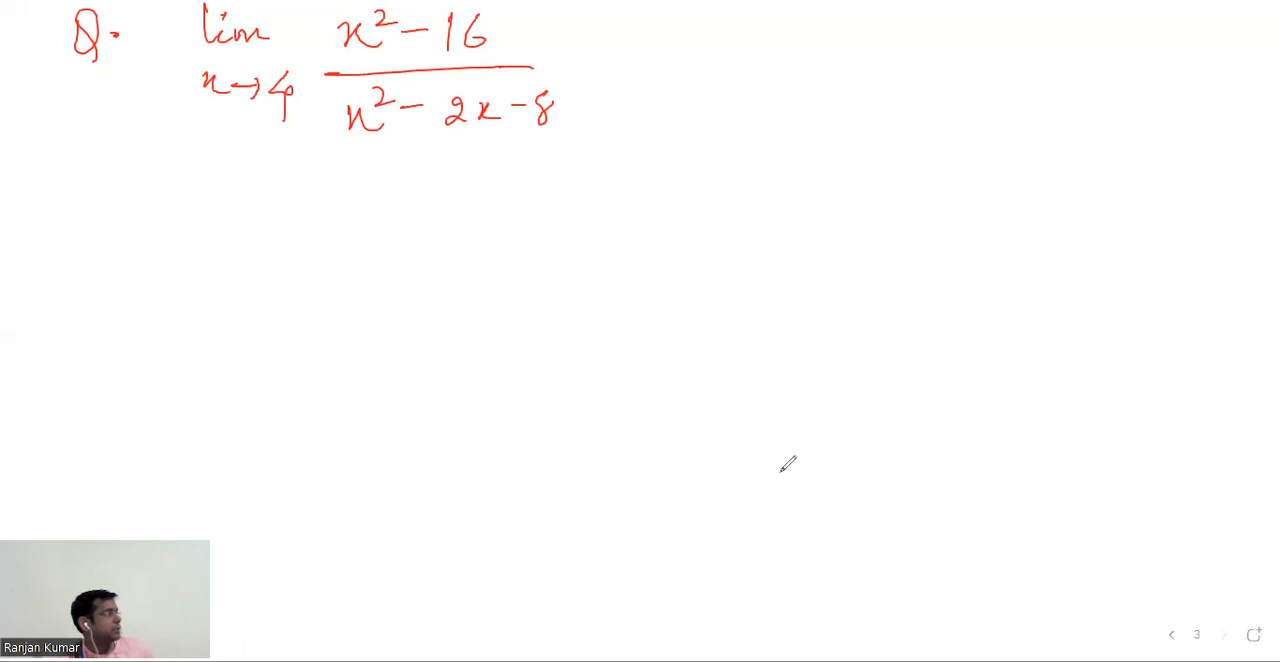 Q. lim x²-16
x→4 x²-2x-8
Ranjan Kumar
3